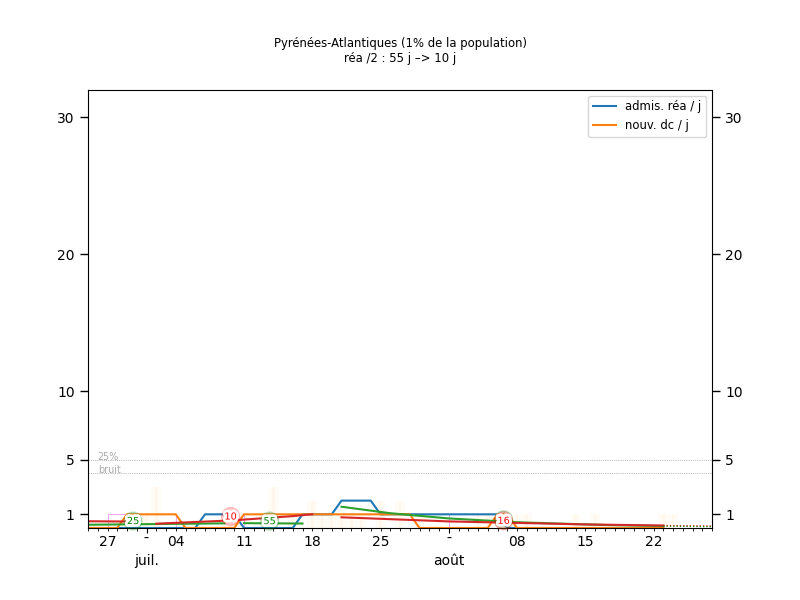 Pyrénées-Atlantiques (1% de la population)
réa /2 : 55 j –> 10 j
admis. réa / j
nouv. dc / j
30 30
20 20
10 10
5 5
1 1
25%
bruit
25 10 55 16
27 - 04 11 18 25 - 08 15 22
juil. août